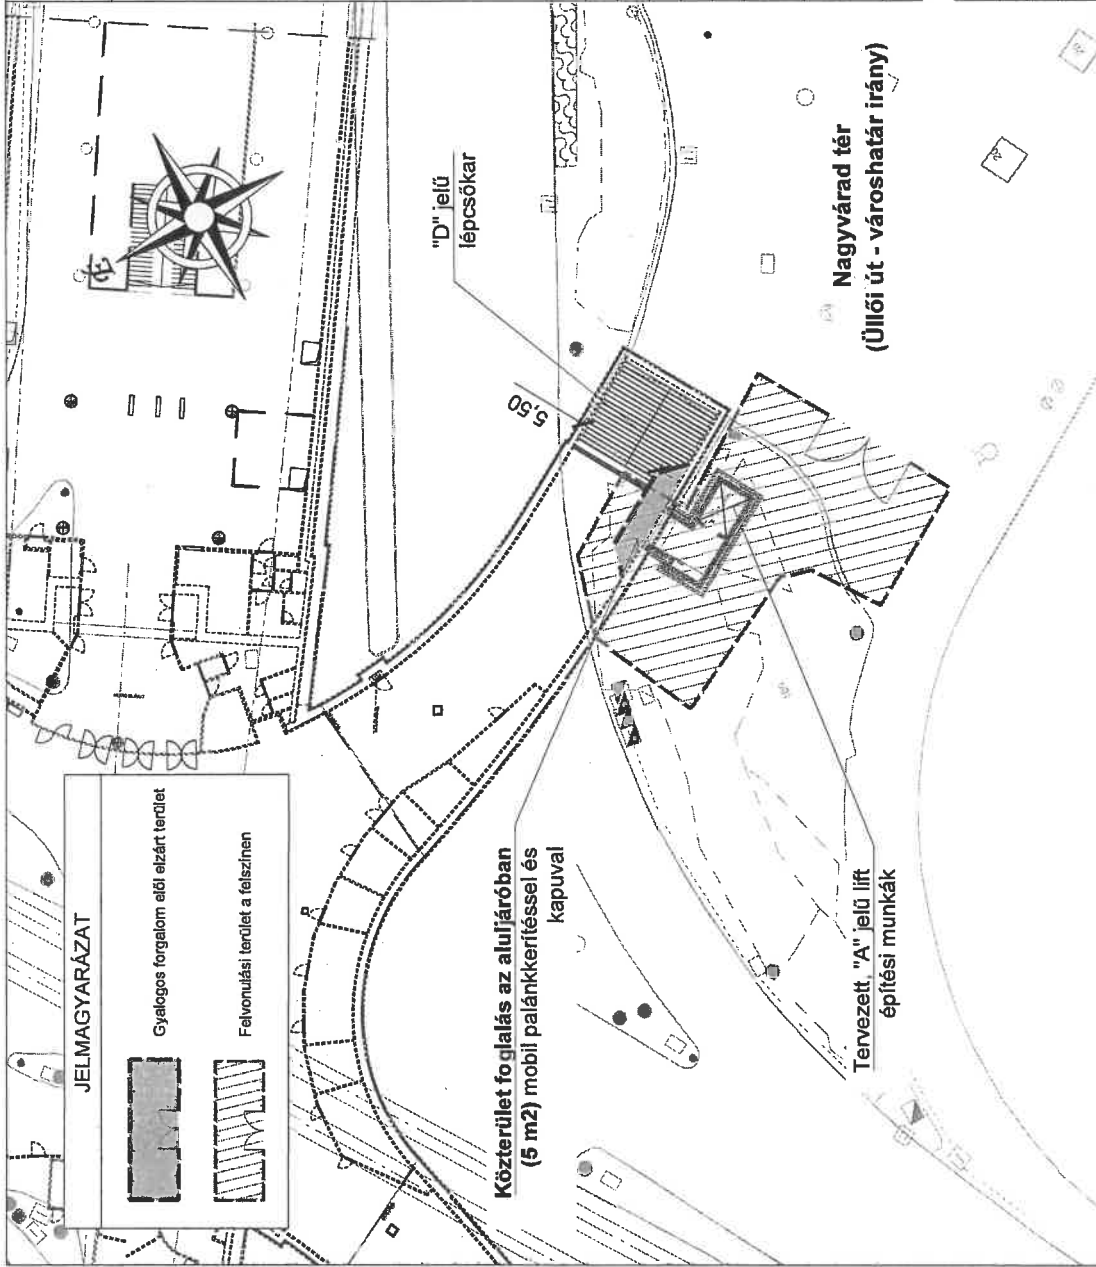 JELMAGYARÁZAT
Gyalogos forgalom elől elzárt terület
Felvonulási terület a felszínen
É
"D" jelű
lépcsőkar
5,50
Közterület foglalás az aluljáróban
(5 m2) mobil palánkkerítéssel és
kapuval
Nagyvárad tér
(Üllői út - városhatár irány)
Tervezett, "A" jelű lift
építési munkák